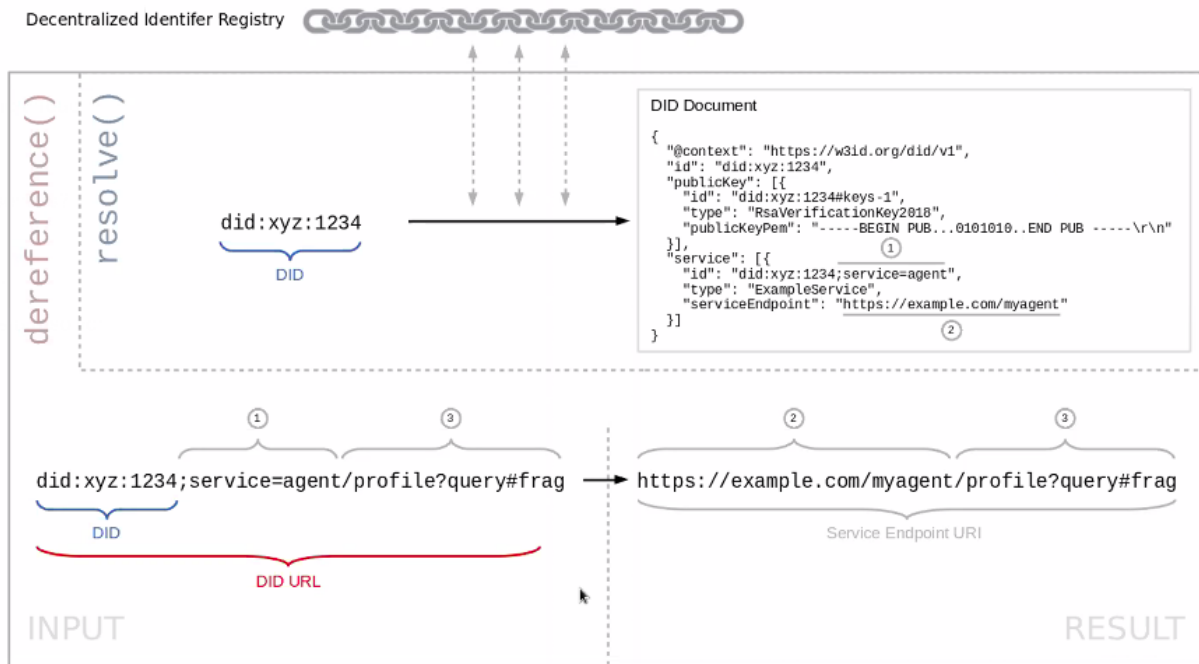 Decentralized Identifer Registry
dereference()
resolve()
did:xyz:1234
DID
DID Document
{
"@context": "https://w3id.org/did/v1",
"id": "did:xyz:1234",
"publicKey": [{
"id": "did:xyz:1234#keys-1",
"type": "RsaVerificationKey2018",
"publicKeyPem": "-----BEGIN PUB...0101010..END PUB -----\r\n"
}],
1
"service": [{
"id": "did:xyz:1234;service=agent",
"type": "ExampleService",
"serviceEndpoint": "https://example.com/myagent"
}]
2
}
1
3
did:xyz:1234;service=agent/profile?query#frag
DID
DID URL
2
3
https://example.com/myagent/profile?query#frag
Service Endpoint URI
INPUT
RESULT